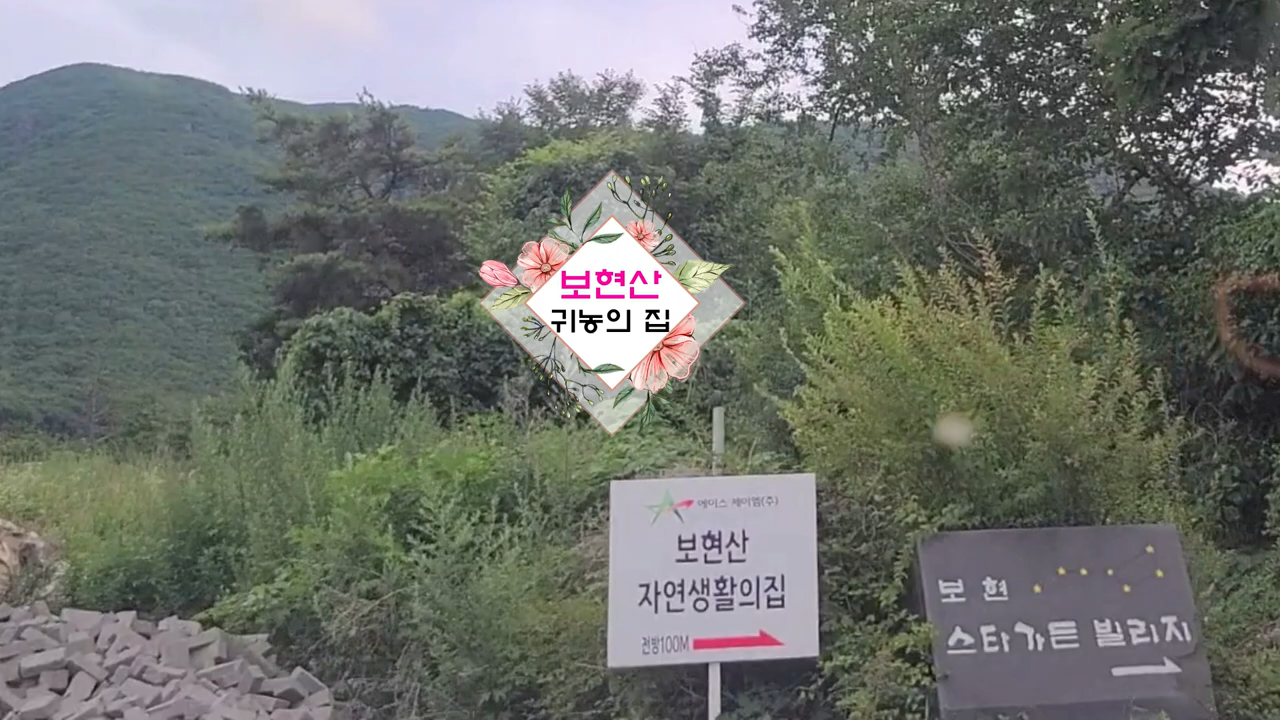 보현산
귀농의 집
에이스 제이엠(주)
보현산
자연생활의집
전방100M
보 현
스타가든 빌리지